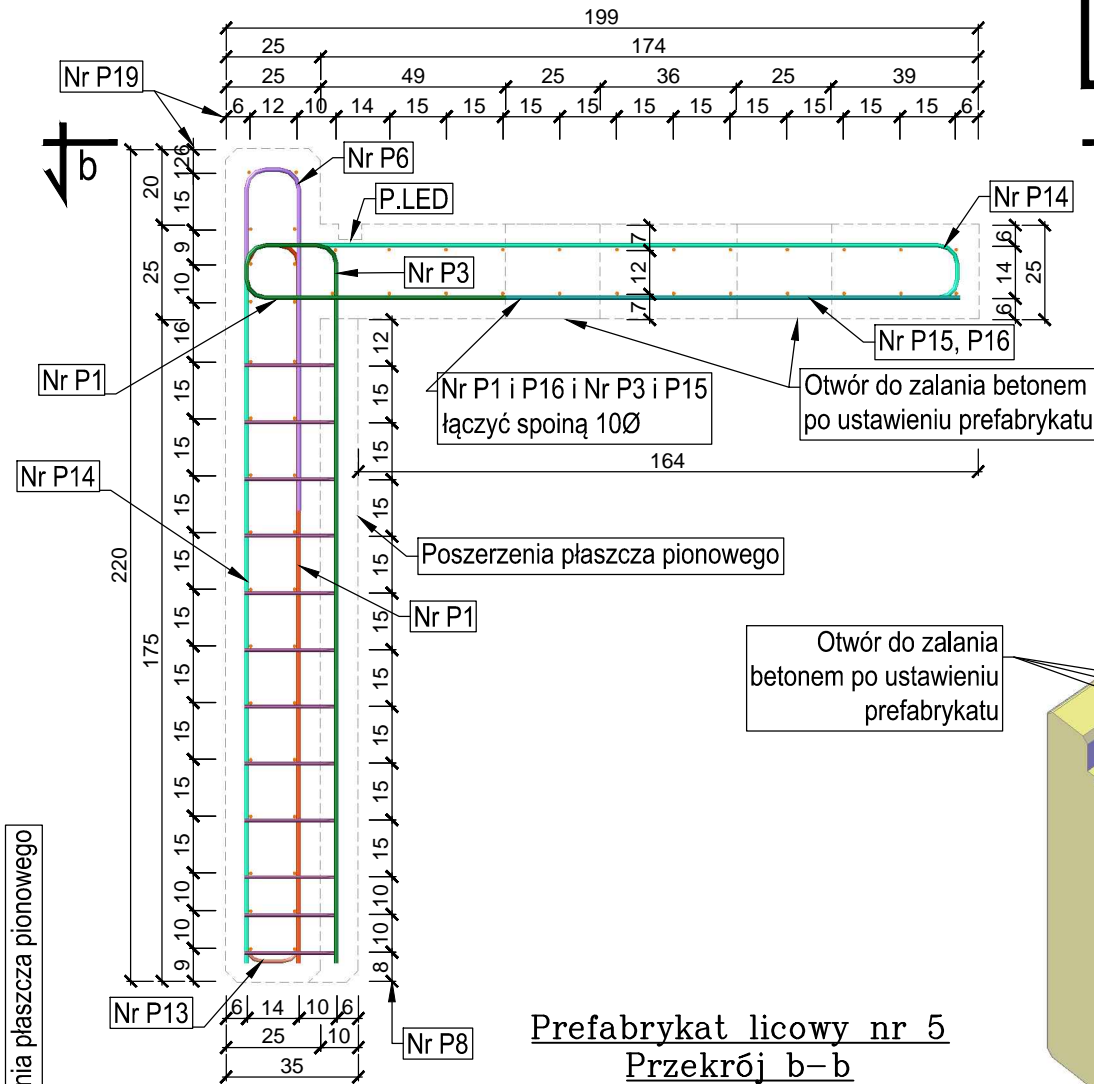 199
25 174
25 49 25 36 25 39
6 12 10 14 15 15 15 15 15 15 15 15 15 15 6
Nr P19
b
Nr P6
P.LED
Nr P14
Nr P3
Nr P1
Nr P15, P16
Nr P1 i P16 i Nr P3 i P15
łączyć spoiną 10Ø
Otwór do zalania betonem
po ustawieniu prefabrykatu
164
Nr P14
Poszerzenia płaszcza pionowego
Nr P1
Otwór do zalania
betonem po ustawieniu
prefabrykatu
220
20 25 175
6 12 15 9 10 16 15 15 15 15 15 15 15 15 15 10 10 9
12 15 15 15 15 15 15 15 15 15 10 10 8
7 12 7
6 14 6
25
nia płaszcza pionowego
Nr P13
6 14 10 6
25 10
35
Nr P8
Prefabrykat licowy nr 5
Przekrój b-b